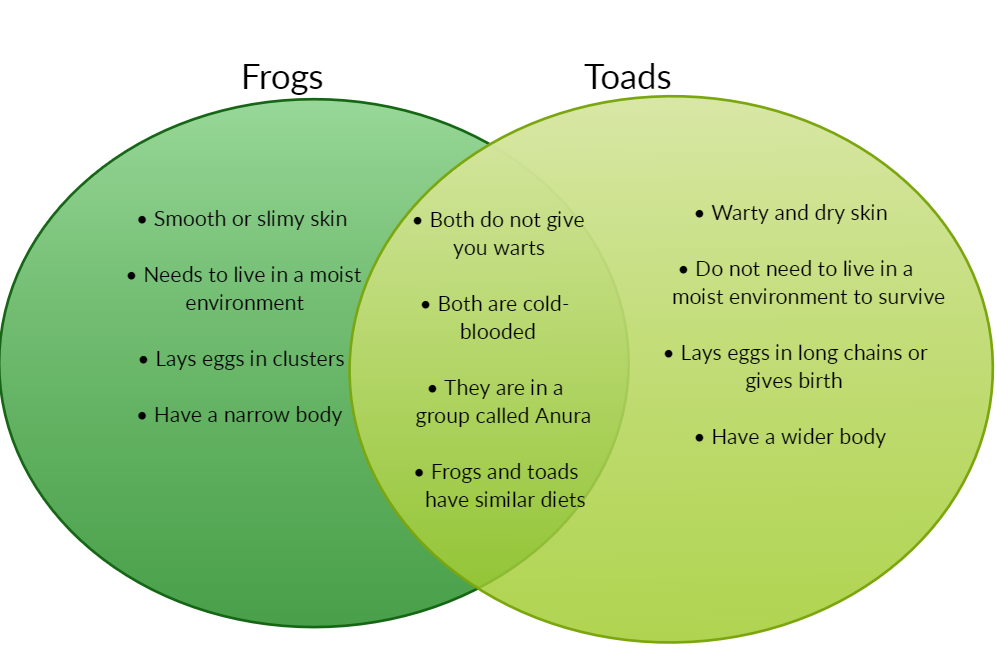 Frogs
Toads
• Smooth or slimy skin
• Needs to live in a moist
environment
• Lays eggs in clusters
• Have a narrow body
• Both do not give
you warts
• Both are cold-
blooded
• They are in a
group called Anura
• Frogs and toads
have similar diets
• Warty and dry skin
• Do not need to live in a
moist environment to survive
• Lays eggs in long chains or
gives birth
• Have a wider body